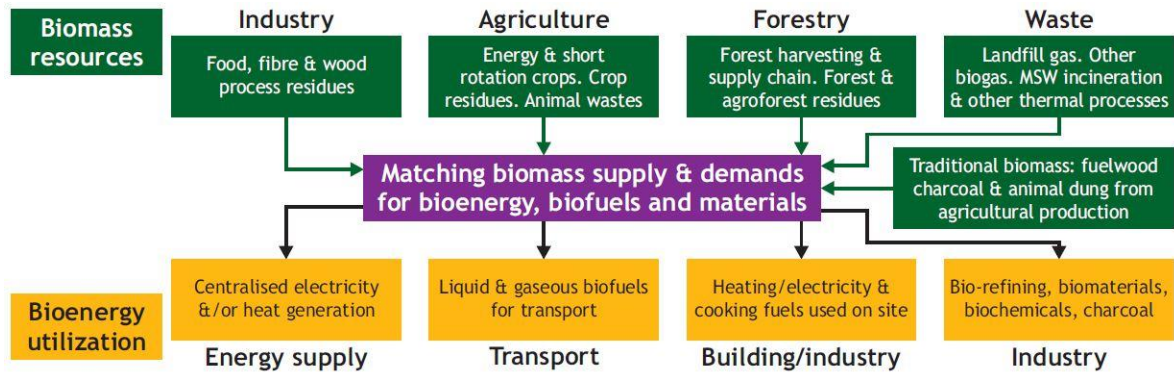 Biomass
resources
Industry
Food, fibre & wood
process residues
Agriculture
Energy & short
rotation crops. Crop
residues. Animal wastes
Forestry
Forest harvesting &
supply chain. Forest &
agroforest residues
Waste
Landfill gas. Other
biogas. MSW incineration
& other thermal processes
Matching biomass supply & demands
for bioenergy, biofuels and materials
Traditional biomass: fuelwood
charcoal & animal dung from
agricultural production
Bioenergy
utilization
Centralised electricity
&/or heat generation
Energy supply
Liquid & gaseous biofuels
for transport
Transport
Heating/electricity &
cooking fuels used on site
Building/industry
Bio-refining, biomaterials,
biochemicals, charcoal
Industry